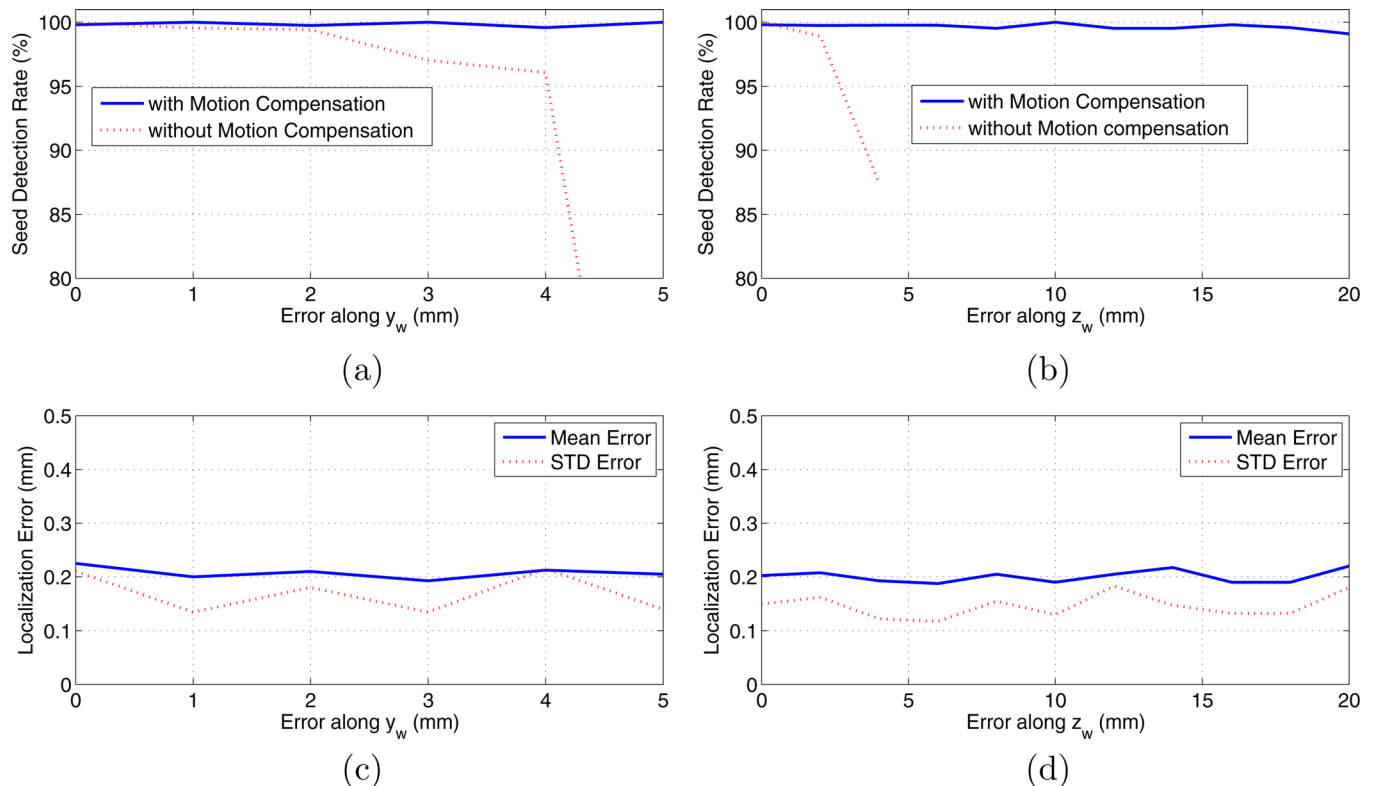 100
95
90
85
80
Seed Detection Rate (%)
with Motion Compensation
without Motion Compensation
0 1 2 3 4 5
Error along y_w (mm)
(a)
100
95
90
85
80
Seed Detection Rate (%)
with Motion Compensation
without Motion compensation
0 5 10 15 20
Error along z_w (mm)
(b)
0.5
0.4
0.3
0.2
0.1
0
Localization Error (mm)
Mean Error
STD Error
0 1 2 3 4 5
Error along y_w (mm)
(c)
0.5
0.4
0.3
0.2
0.1
0
Localization Error (mm)
Mean Error
STD Error
0 5 10 15 20
Error along z_w (mm)
(d)